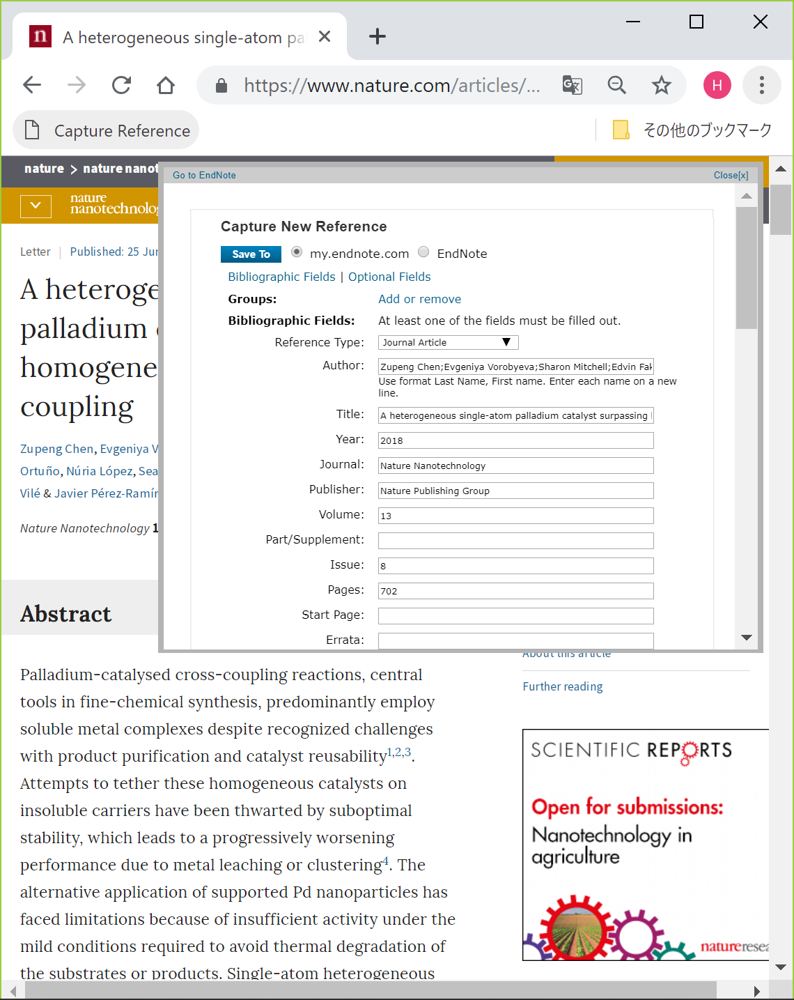 A heterogeneous single-atom pa
https://www.nature.com/articles/...
H
Capture Reference
その他のブックマーク
nature > nature nanot
nature
nanotechnolog
Go to EndNote
Close[x]
Capture New Reference
Save To my.endnote.com EndNote
Bibliographic Fields | Optional Fields
Groups: Add or remove
Bibliographic Fields: At least one of the fields must be filled out.
Reference Type: Journal Article
Author: Zupeng Chen;Evgeniya Vorobyeva;Sharon Mitchell;Edvin Fak
Use format Last Name, First name. Enter each name on a new
line.
Title: A heterogeneous single-atom palladium catalyst surpassing
Year: 2018
Journal: Nature Nanotechnology
Publisher: Nature Publishing Group
Volume: 13
Part/Supplement:
Issue: 8
Pages: 702
Start Page:
Errata:
Letter | Published: 25 Jun
A heteroge
palladium
homogene
coupling
Zupeng Chen, Evgeniya V
Ortuño, Núria López, Sea
Vilé & Javier Pérez-Ramír
Nature Nanotechnology 1
Abstract
Palladium-catalysed cross-coupling reactions, central
tools in fine-chemical synthesis, predominantly employ
soluble metal complexes despite recognized challenges
with product purification and catalyst reusability1,2,3.
Attempts to tether these homogeneous catalysts on
insoluble carriers have been thwarted by suboptimal
stability, which leads to a progressively worsening
performance due to metal leaching or clustering4. The
alternative application of supported Pd nanoparticles has
faced limitations because of insufficient activity under the
mild conditions required to avoid thermal degradation of
the substrates or products. Single-atom heterogeneous
About this article
Further reading
SCIENTIFIC REPORTS
Open for submissions:
Nanotechnology in
agriculture
natureresea